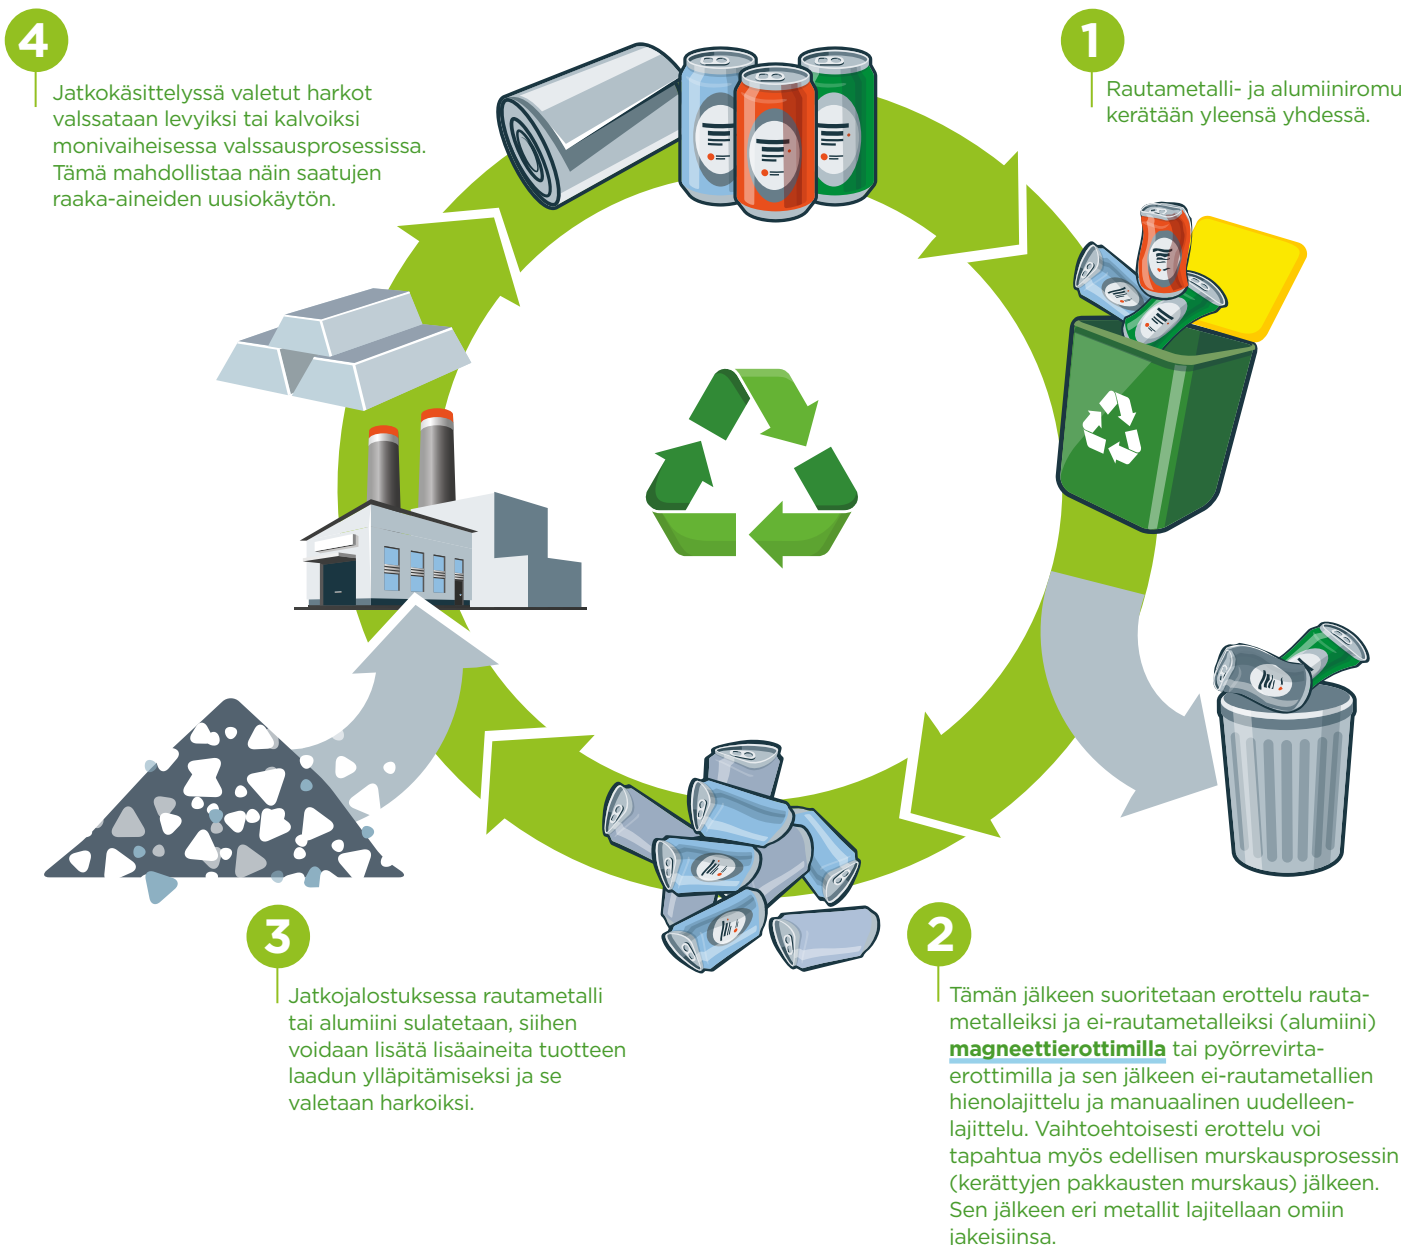 1
Rautametalli- ja alumiiniromu
kerätään yleensä yhdessä.
2
Tämän jälkeen suoritetaan erottelu rauta-
metalleiksi ja ei-rautametalleiksi (alumiini)
magneettierottimilla tai pyörrevirta-
erottimilla ja sen jälkeen ei-rautametallien
hienolajittelu ja manuaalinen uudelleen-
lajittelu. Vaihtoehtoisesti erottelu voi
tapahtua myös edellisen murskausprosessin
(kerättyjen pakkausten murskaus) jälkeen.
Sen jälkeen eri metallit lajitellaan omiin
jakeisiinsa.
3
Jatkojalostuksessa rautametalli
tai alumiini sulatetaan, siihen
voidaan lisätä lisäaineita tuotteen
laadun ylläpitämiseksi ja se
valetaan harkoiksi.
4
Jatkokäsittelyssä valetut harkot
valssataan levyiksi tai kalvoiksi
monivaiheisessa valssausprosessissa.
Tämä mahdollistaa näin saatujen
raaka-aineiden uusiokäytön.